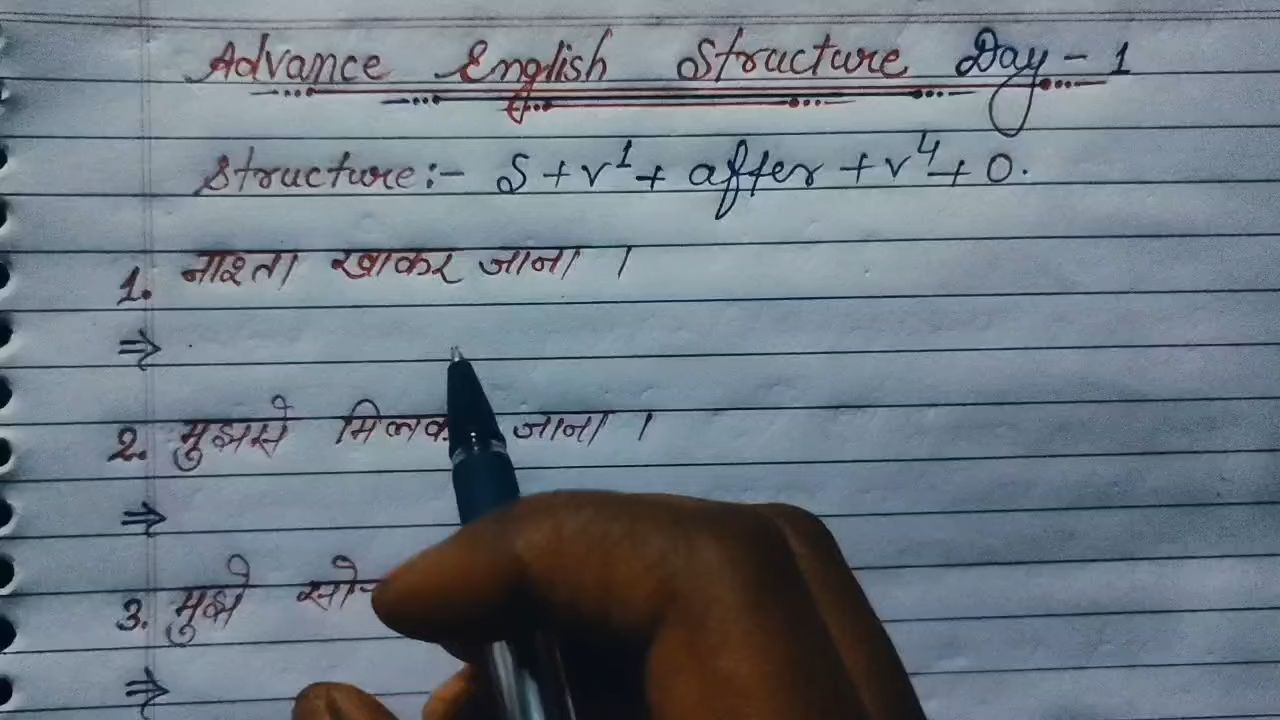 Advance English Structure Day - 1
Structure :- S + v¹ + after + v⁴ + O.
1. नाश्ता खाकर जाना ।
⇒
2. मुझसे जाना ।
⇒
3. मुझे
⇒